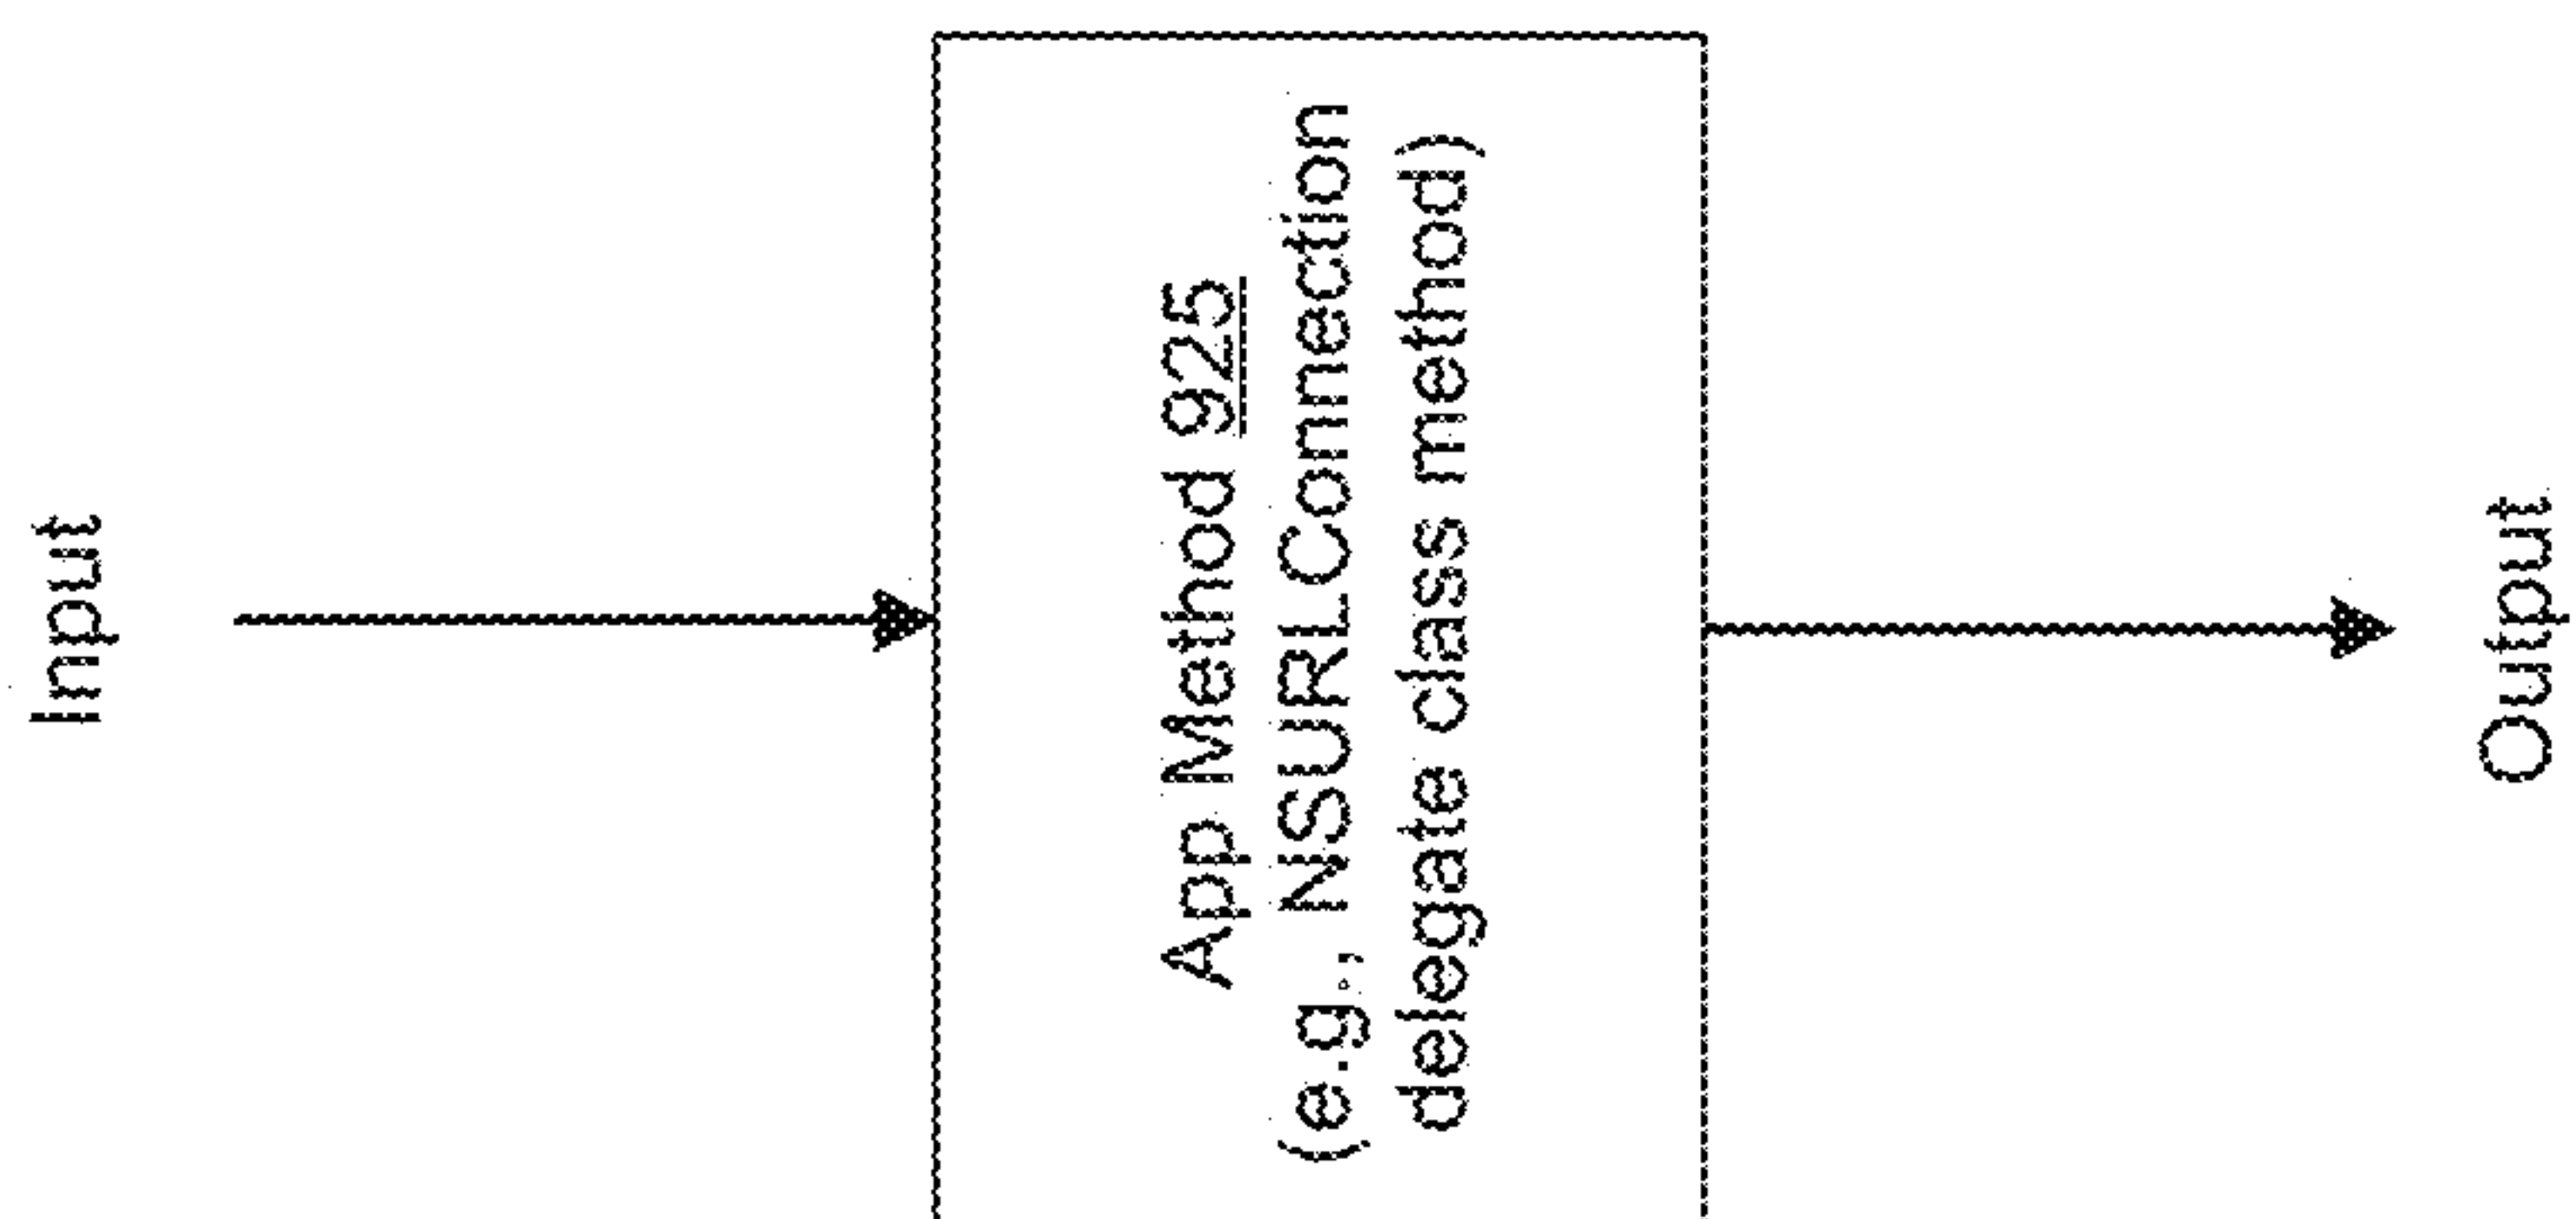 Input
App Method 925
(e.g., NSURLConnection
delegate class method)
Output